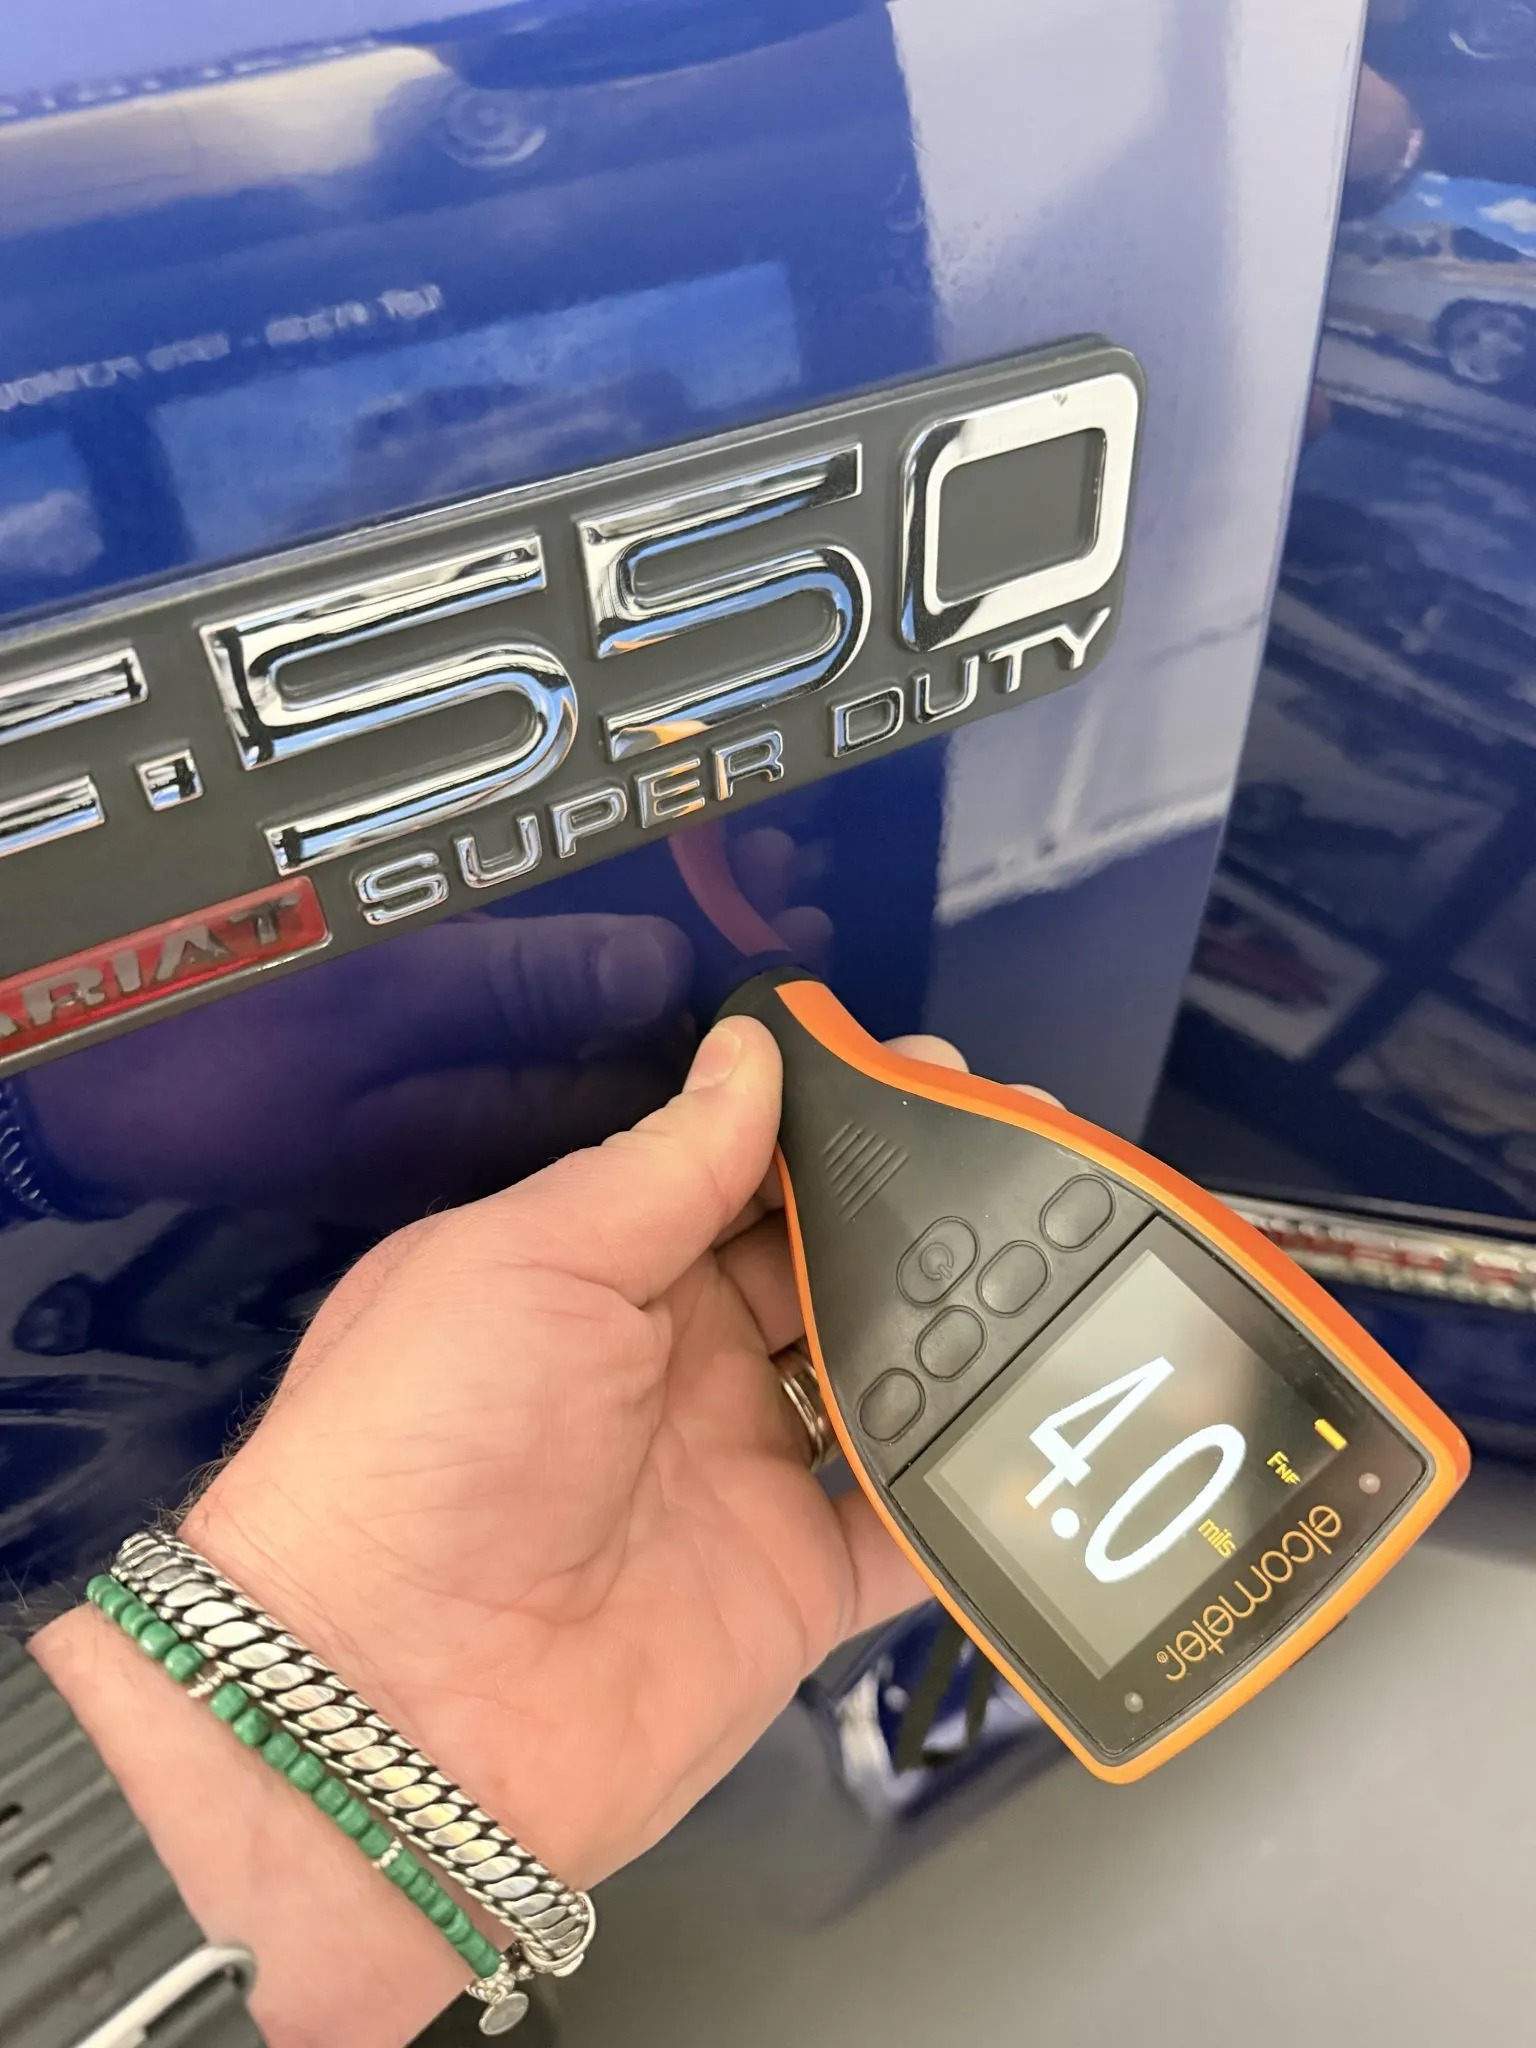 F-550
SUPER DUTY
ARIAT
FNF
4.0
mils
elcometer®